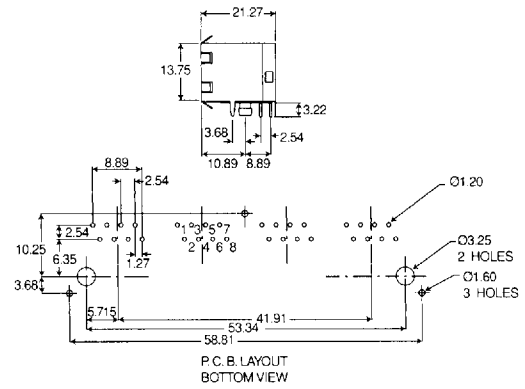 21.27
13.75
3.22
3.68
2.54
10.89 8.89
8.89
2.54
Ø1.20
2.54
1 3 5 7
10.25
6.35
2 4 6 8
Ø3.25
2 HOLES
1.27
3.68
Ø1.60
3 HOLES
5.715
41.91
53.34
58.81
P. C. B. LAYOUT
BOTTOM VIEW